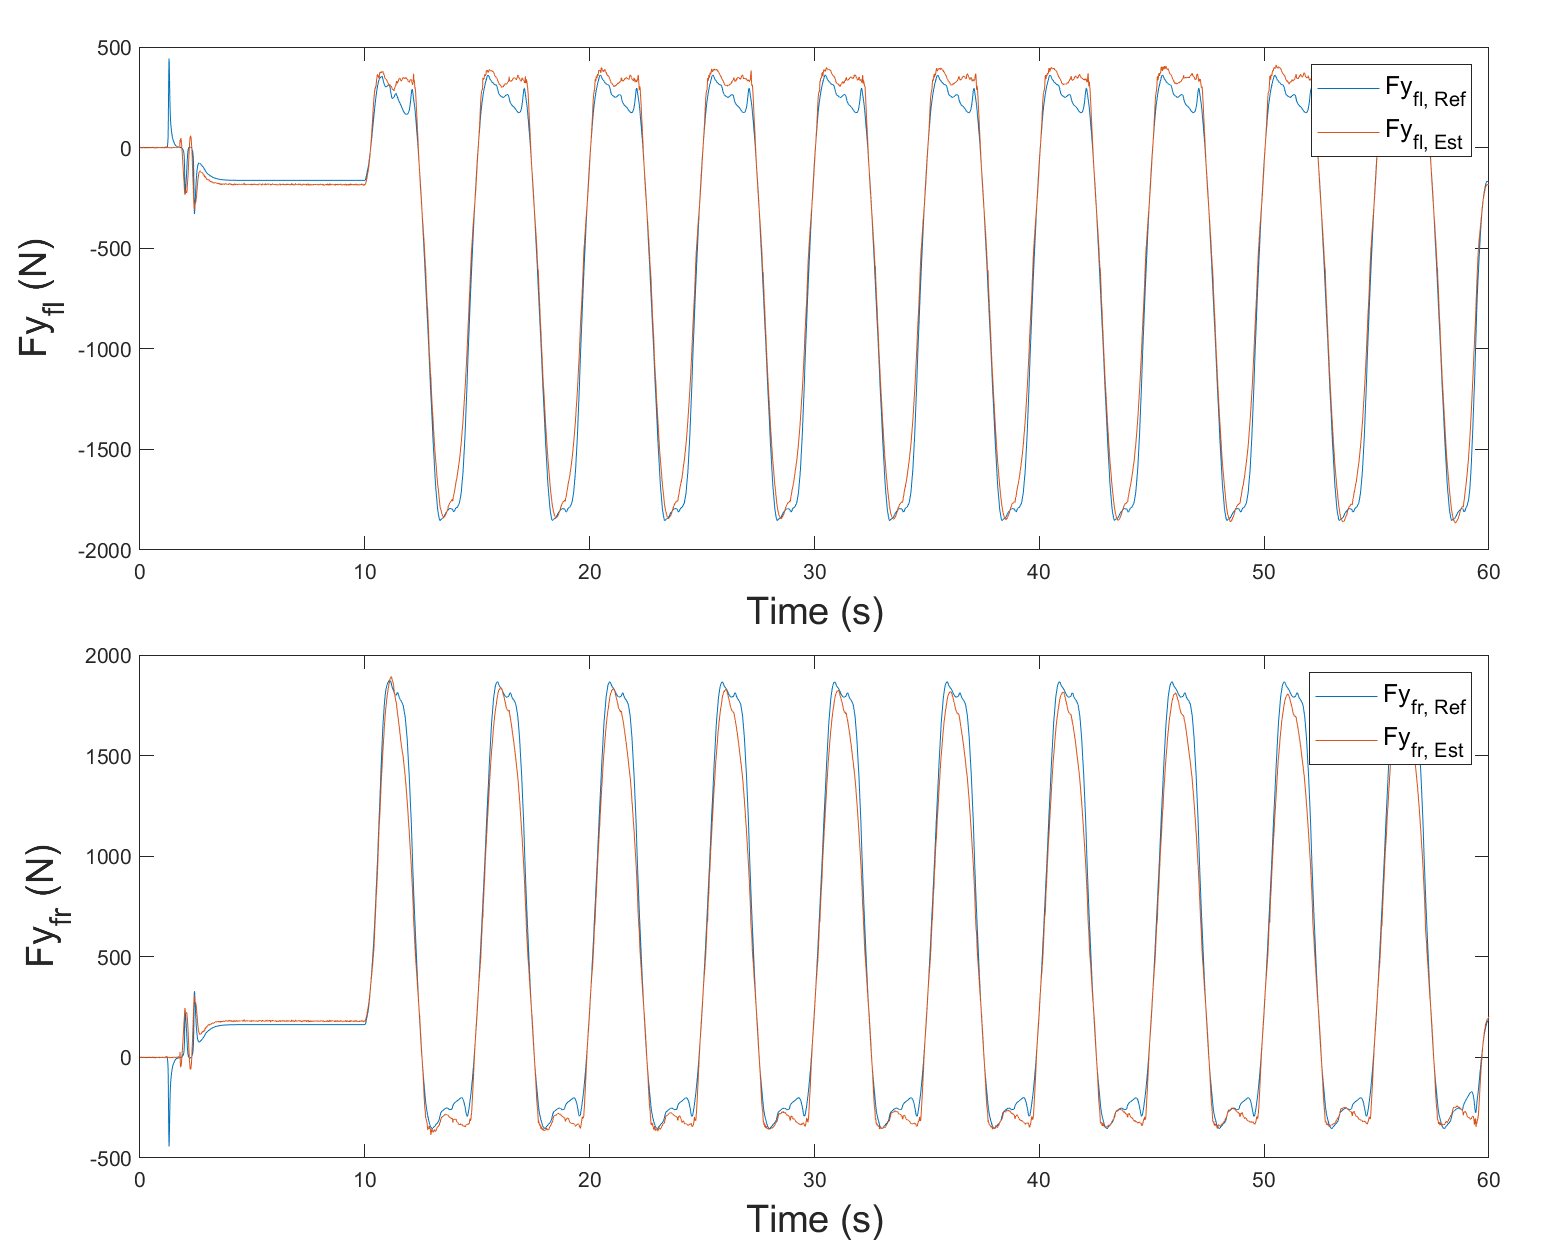 500
0
-500
-1000
-1500
-2000
Fy_fl (N)
Fy_fl, Ref
Fy_fl, Est
0 10 20 30 40 50 60
Time (s)
2000
1500
1000
500
0
-500
Fy_fr (N)
Fy_fr, Ref
Fy_fr, Est
0 10 20 30 40 50 60
Time (s)